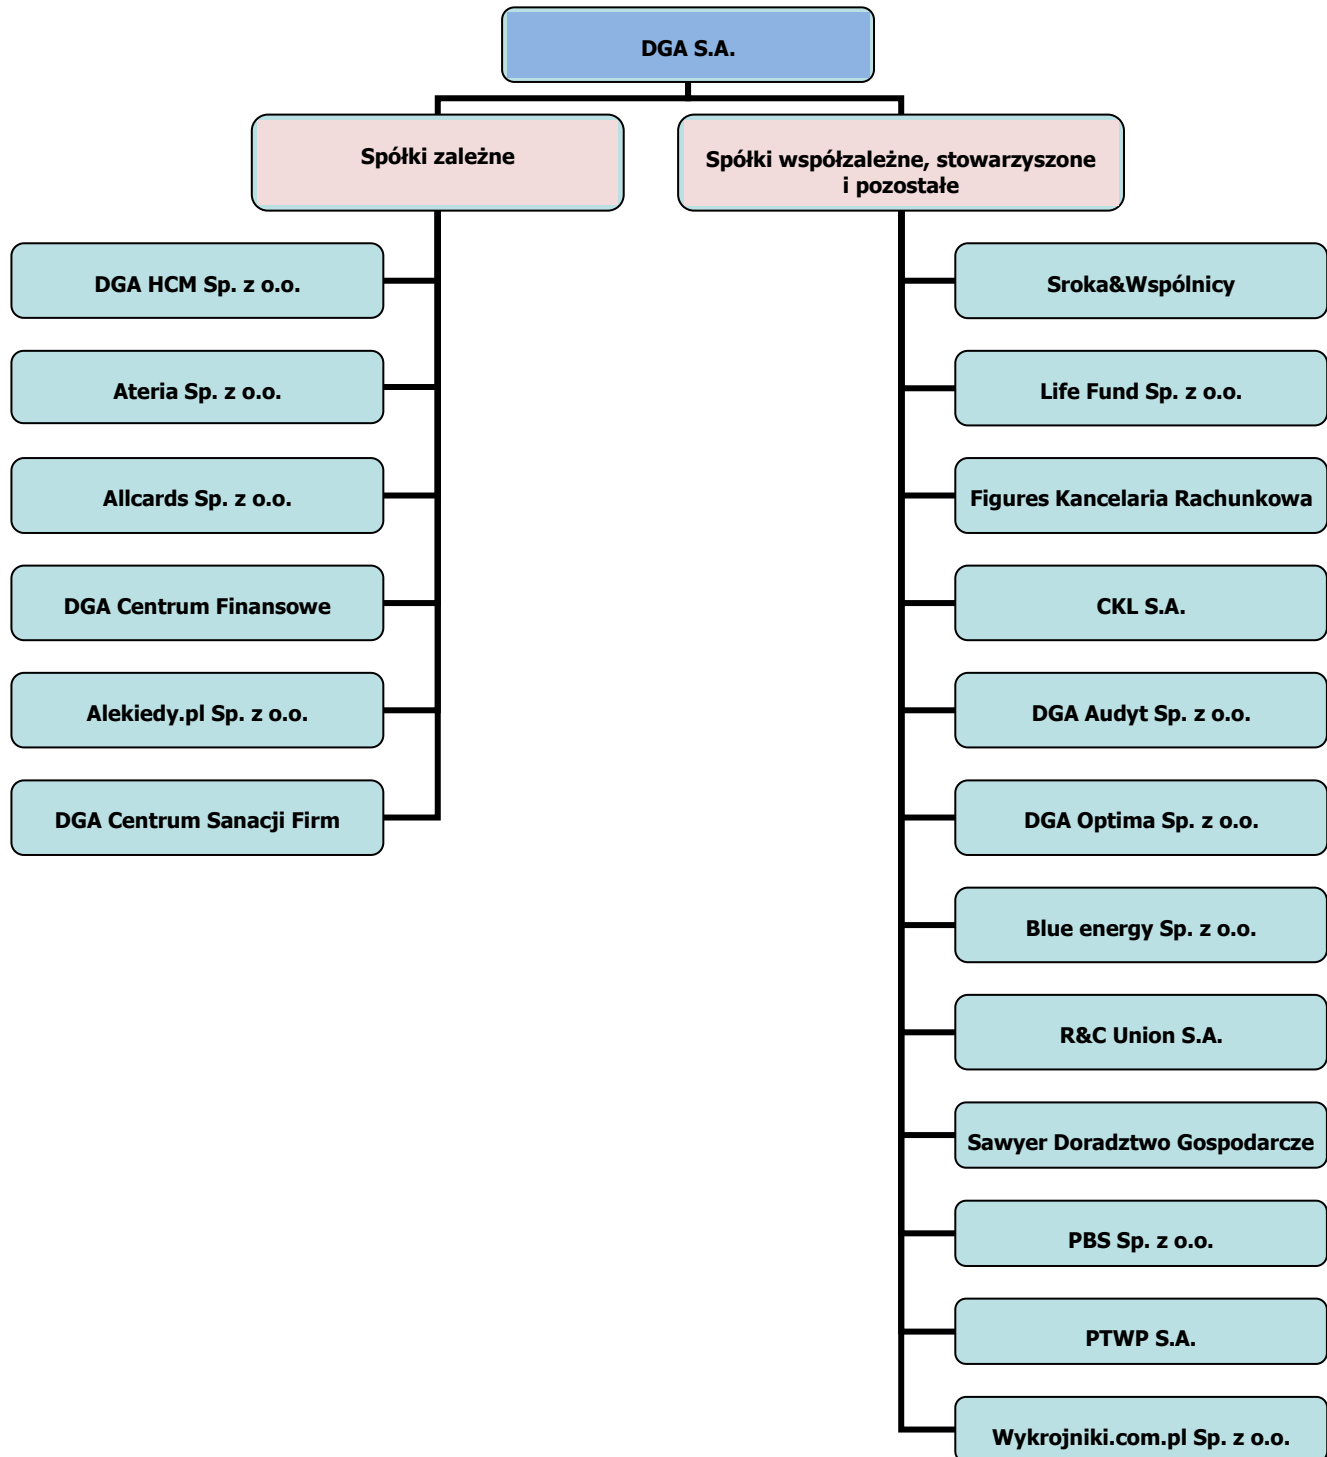 DGA S.A.
Spółki zależne
Spółki współzależne, stowarzyszone
i pozostałe
DGA HCM Sp. z o.o.
Ateria Sp. z o.o.
Allcards Sp. z o.o.
DGA Centrum Finansowe
Alekiedy.pl Sp. z o.o.
DGA Centrum Sanacji Firm
Sroka&Wspólnicy
Life Fund Sp. z o.o.
Figures Kancelaria Rachunkowa
CKL S.A.
DGA Audyt Sp. z o.o.
DGA Optima Sp. z o.o.
Blue energy Sp. z o.o.
R&C Union S.A.
Sawyer Doradztwo Gospodarcze
PBS Sp. z o.o.
PTWP S.A.
Wykrojniki.com.pl Sp. z o.o.